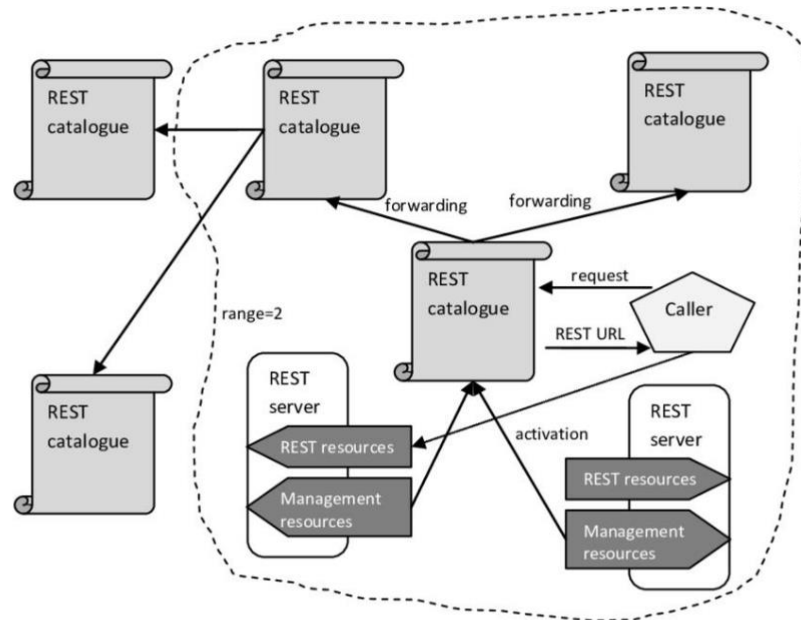 REST
catalogue
REST
catalogue
REST
catalogue
forwarding
forwarding
REST
catalogue
request
Caller
REST URL
range=2
REST
server
REST resources
Management
resources
activation
REST
server
REST resources
Management
resources
REST
catalogue